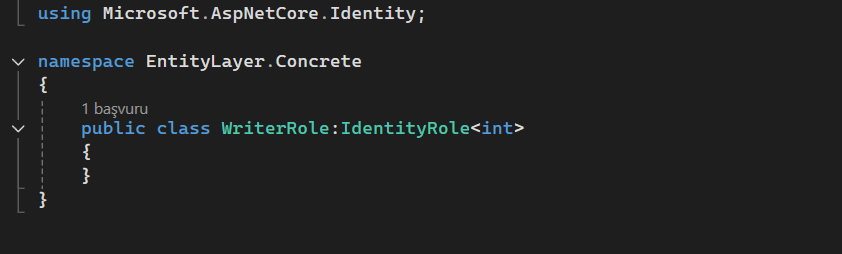 using Microsoft.AspNetCore.Identity;
namespace EntityLayer.Concrete
{
1 başvuru
public class WriterRole:IdentityRole<int>
{
}
}